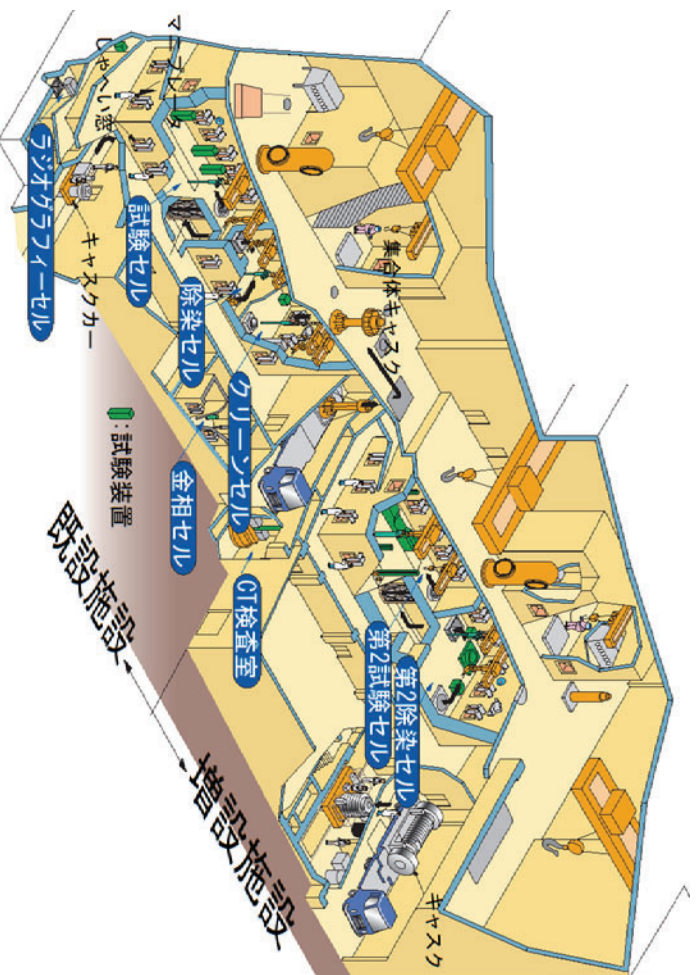 マニプレータ
しゃへい窓
ラジオグラフィーセル
キャスクカー
試験セル
除染セル
集合体キャスク
クリーンセル
金相セル
CT検査室
:試験装置
既設施設
増設施設
第2除染セル
第2試験セル
キャスク